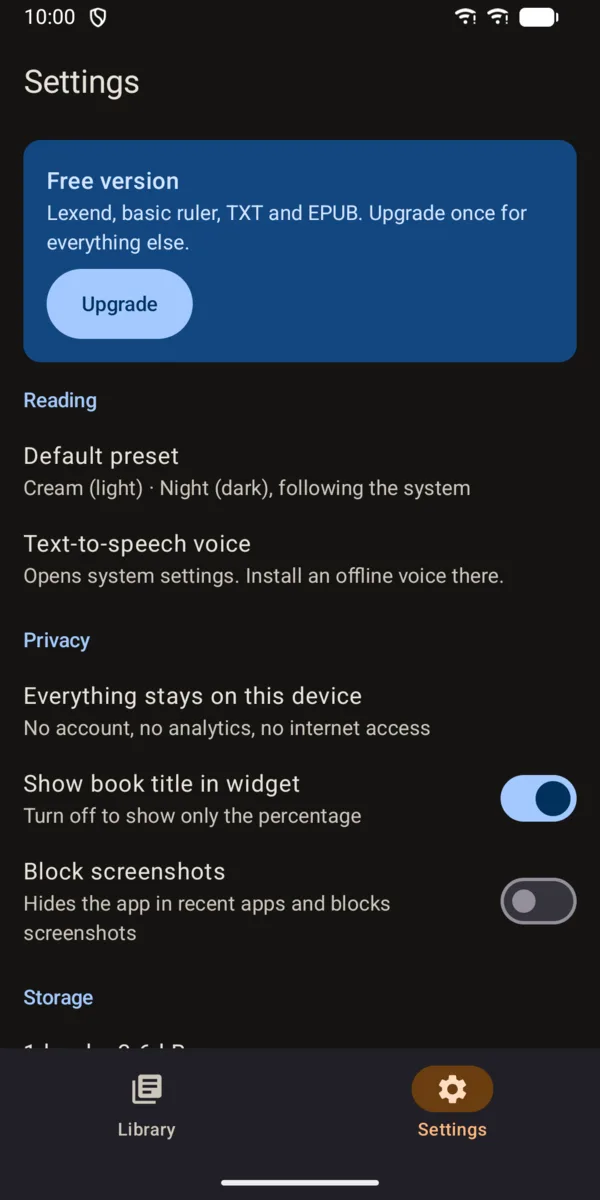 10:00
Settings
Free version
Lexend, basic ruler, TXT and EPUB. Upgrade once for
everything else.
Upgrade
Reading
Default preset
Cream (light) · Night (dark), following the system
Text-to-speech voice
Opens system settings. Install an offline voice there.
Privacy
Everything stays on this device
No account, no analytics, no internet access
Show book title in widget
Turn off to show only the percentage
Block screenshots
Hides the app in recent apps and blocks
screenshots
Storage
Library
Settings